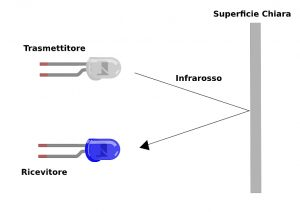 Superficie Chiara
Trasmettitore
Infrarosso
Ricevitore